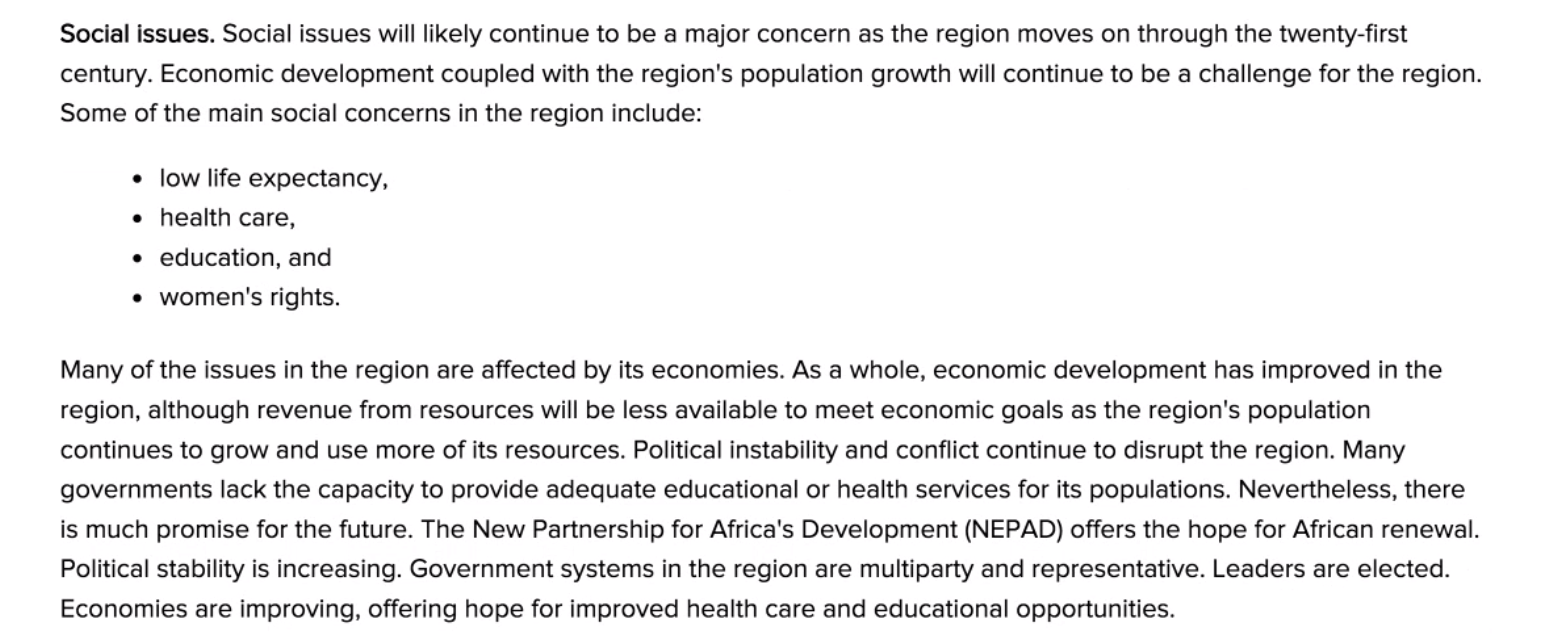 Social issues. Social issues will likely continue to be a major concern as the region moves on through the twenty-first
century. Economic development coupled with the region's population growth will continue to be a challenge for the region.
Some of the main social concerns in the region include:
• low life expectancy,
• health care,
• education, and
• women's rights.
Many of the issues in the region are affected by its economies. As a whole, economic development has improved in the
region, although revenue from resources will be less available to meet economic goals as the region's population
continues to grow and use more of its resources. Political instability and conflict continue to disrupt the region. Many
governments lack the capacity to provide adequate educational or health services for its populations. Nevertheless, there
is much promise for the future. The New Partnership for Africa's Development (NEPAD) offers the hope for African renewal.
Political stability is increasing. Government systems in the region are multiparty and representative. Leaders are elected.
Economies are improving, offering hope for improved health care and educational opportunities.